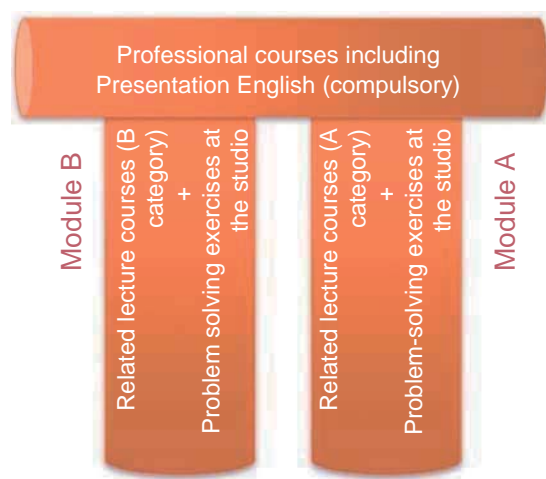 Professional courses including
Presentation English (compulsory)
Module B
Related lecture courses (B
category)
+
Problem solving exercises at
the studio
Related lecture courses (A
category)
+
Problem-solving exercises at
the studio
Module A